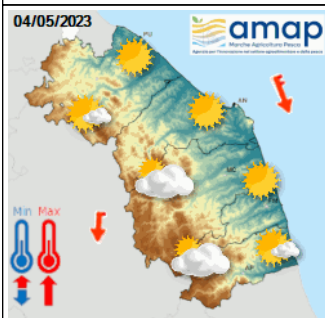 04/05/2023
amap
Marche Agricoltura Pesca
Agenzia per l'innovazione nel settore agroalimentare e della pesca
PU
AN
MC
AP
Min Max